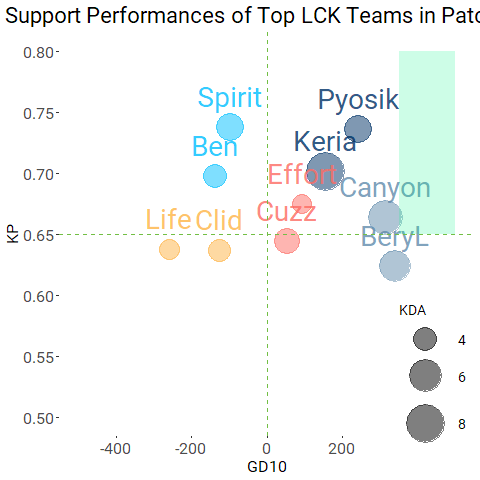 Support Performances of Top LCK Teams in Patc
0.80
0.75
0.70
0.65
0.60
0.55
0.50
KP
Spirit
Pyosik
Ben
Keria
Effort
Canyon
Life Clid
Cuzz
BeryL
KDA
4
6
8
-400 -200 0 200
GD10